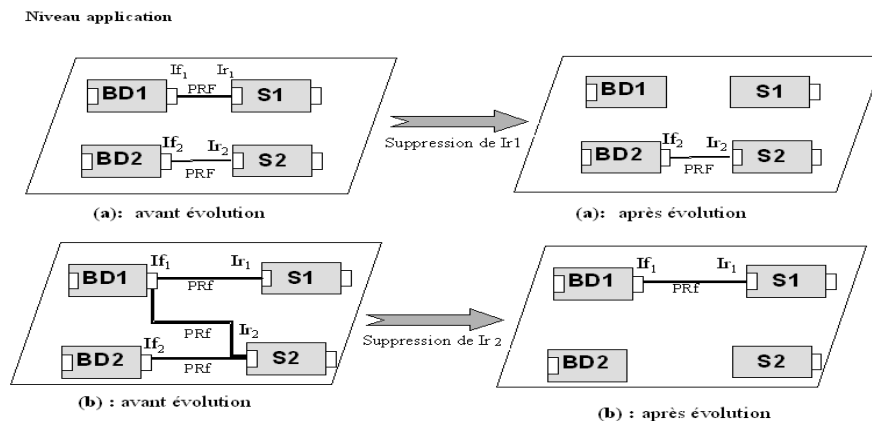 Niveau application
If1 Ir1
BD1 PRF S1
If2 Ir2
BD2 PRF S2
(a): avant évolution
Suppression de Ir1
BD1 S1
If2 Ir2
BD2 PRF S2
(a): après évolution
If1 Ir1
BD1 PRf S1
PRf Ir2
If2
BD2 PRf S2
(b) : avant évolution
Suppression de Ir 2
If1 Ir1
BD1 PRf S1
BD2 S2
(b) : après évolution